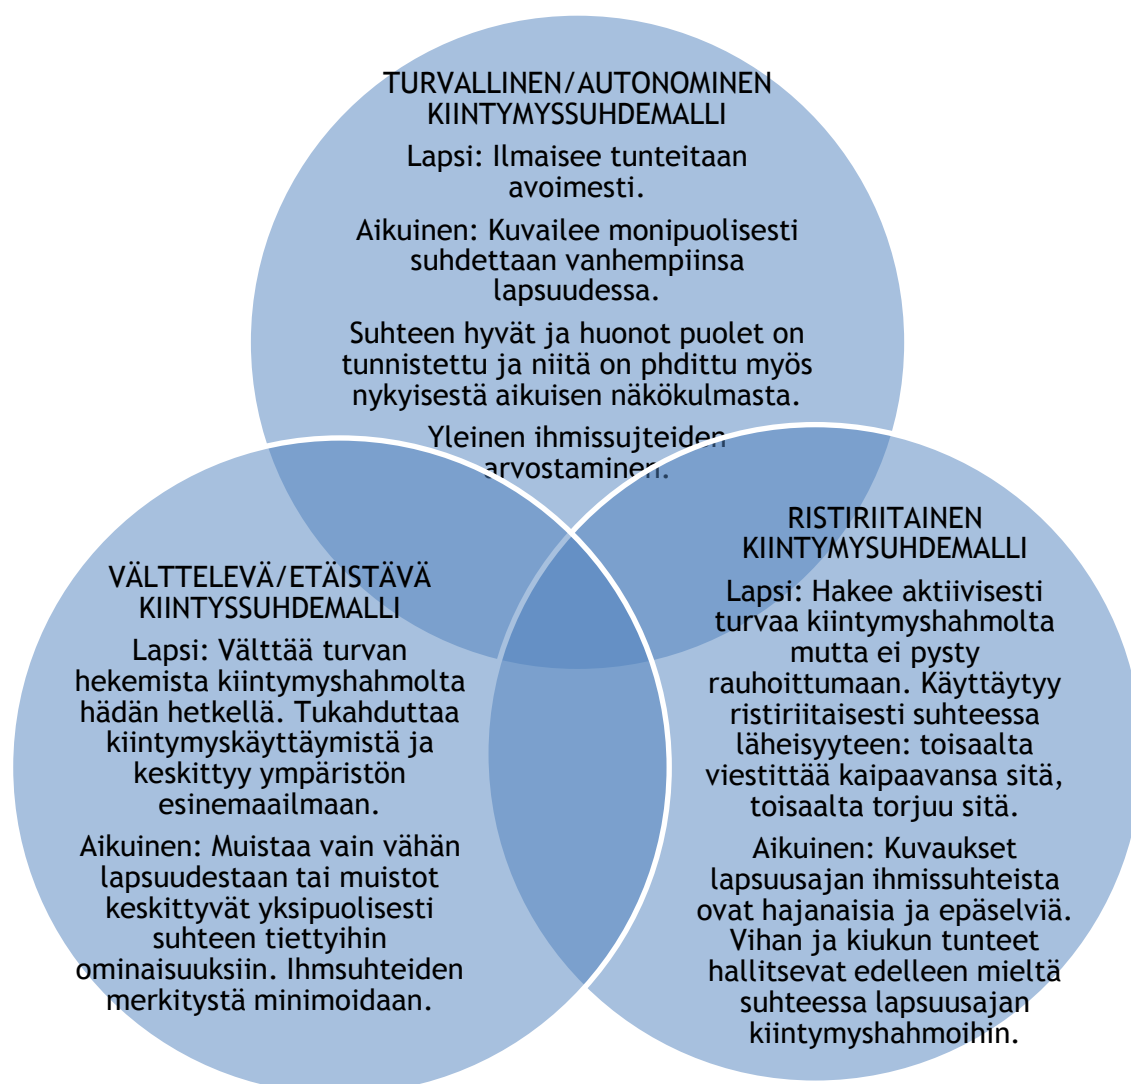 TURVALLINEN/AUTONOMINEN
KIINTYMYSSUHDEMALLI
Lapsi: Ilmaisee tunteitaan
avoimesti.
Aikuinen: Kuvailee monipuolisesti
suhdettaan vanhempiinsa
lapsuudessa.
Suhteen hyvät ja huonot puolet on
tunnistettu ja niitä on phdittu myös
nykyisestä aikuisen näkökulmasta.
Yleinen ihmissujteiden
arvostaminen.
VÄLTTELEVÄ/ETÄISTÄVÄ
KIINTYSSUHDEMALLI
Lapsi: Välttää turvan
hekemista kiintymyshahmolta
hädän hetkellä. Tukahduttaa
kiintymyskäyttäymistä ja
keskittyy ympäristön
esinemaailmaan.
Aikuinen: Muistaa vain vähän
lapsuudestaan tai muistot
keskittyvät yksipuolisesti
suhteen tiettyihin
ominaisuuksiin. Ihmsuhteiden
merkitystä minimoidaan.
RISTIRIITAINEN
KIINTYMYSUHDEMALLI
Lapsi: Hakee aktiivisesti
turvaa kiintymyshahmolta
mutta ei pysty
rauhoittumaan. Käyttäytyy
ristiriitaisesti suhteessa
läheisyyteen: toisaalta
viestittää kaipaavansa sitä,
toisaalta torjuu sitä.
Aikuinen: Kuvaukset
lapsuusajan ihmissuhteista
ovat hajanaisia ja epäselviä.
Vihan ja kiukun tunteet
hallitsevat edelleen mieltä
suhteessa lapsuusajan
kiintymyshahmoihin.